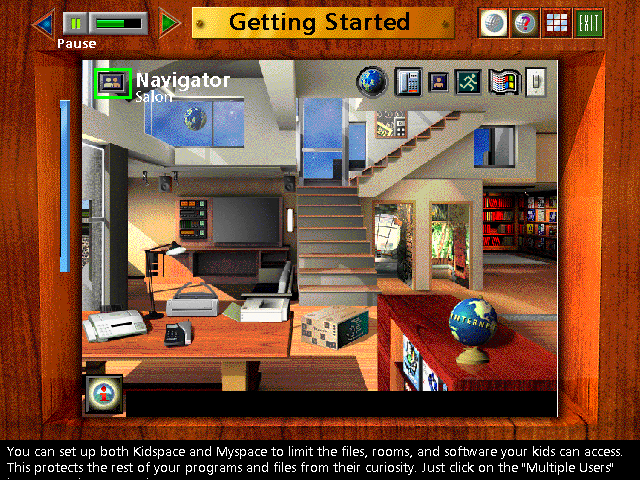 Getting Started
EXIT
Pause
Navigator
Salon
INTERNET
You can set up both Kidspace and Myspace to limit the files, rooms, and software your kids can access.
This protects the rest of your programs and files from their curiosity. Just click on the "Multiple Users"